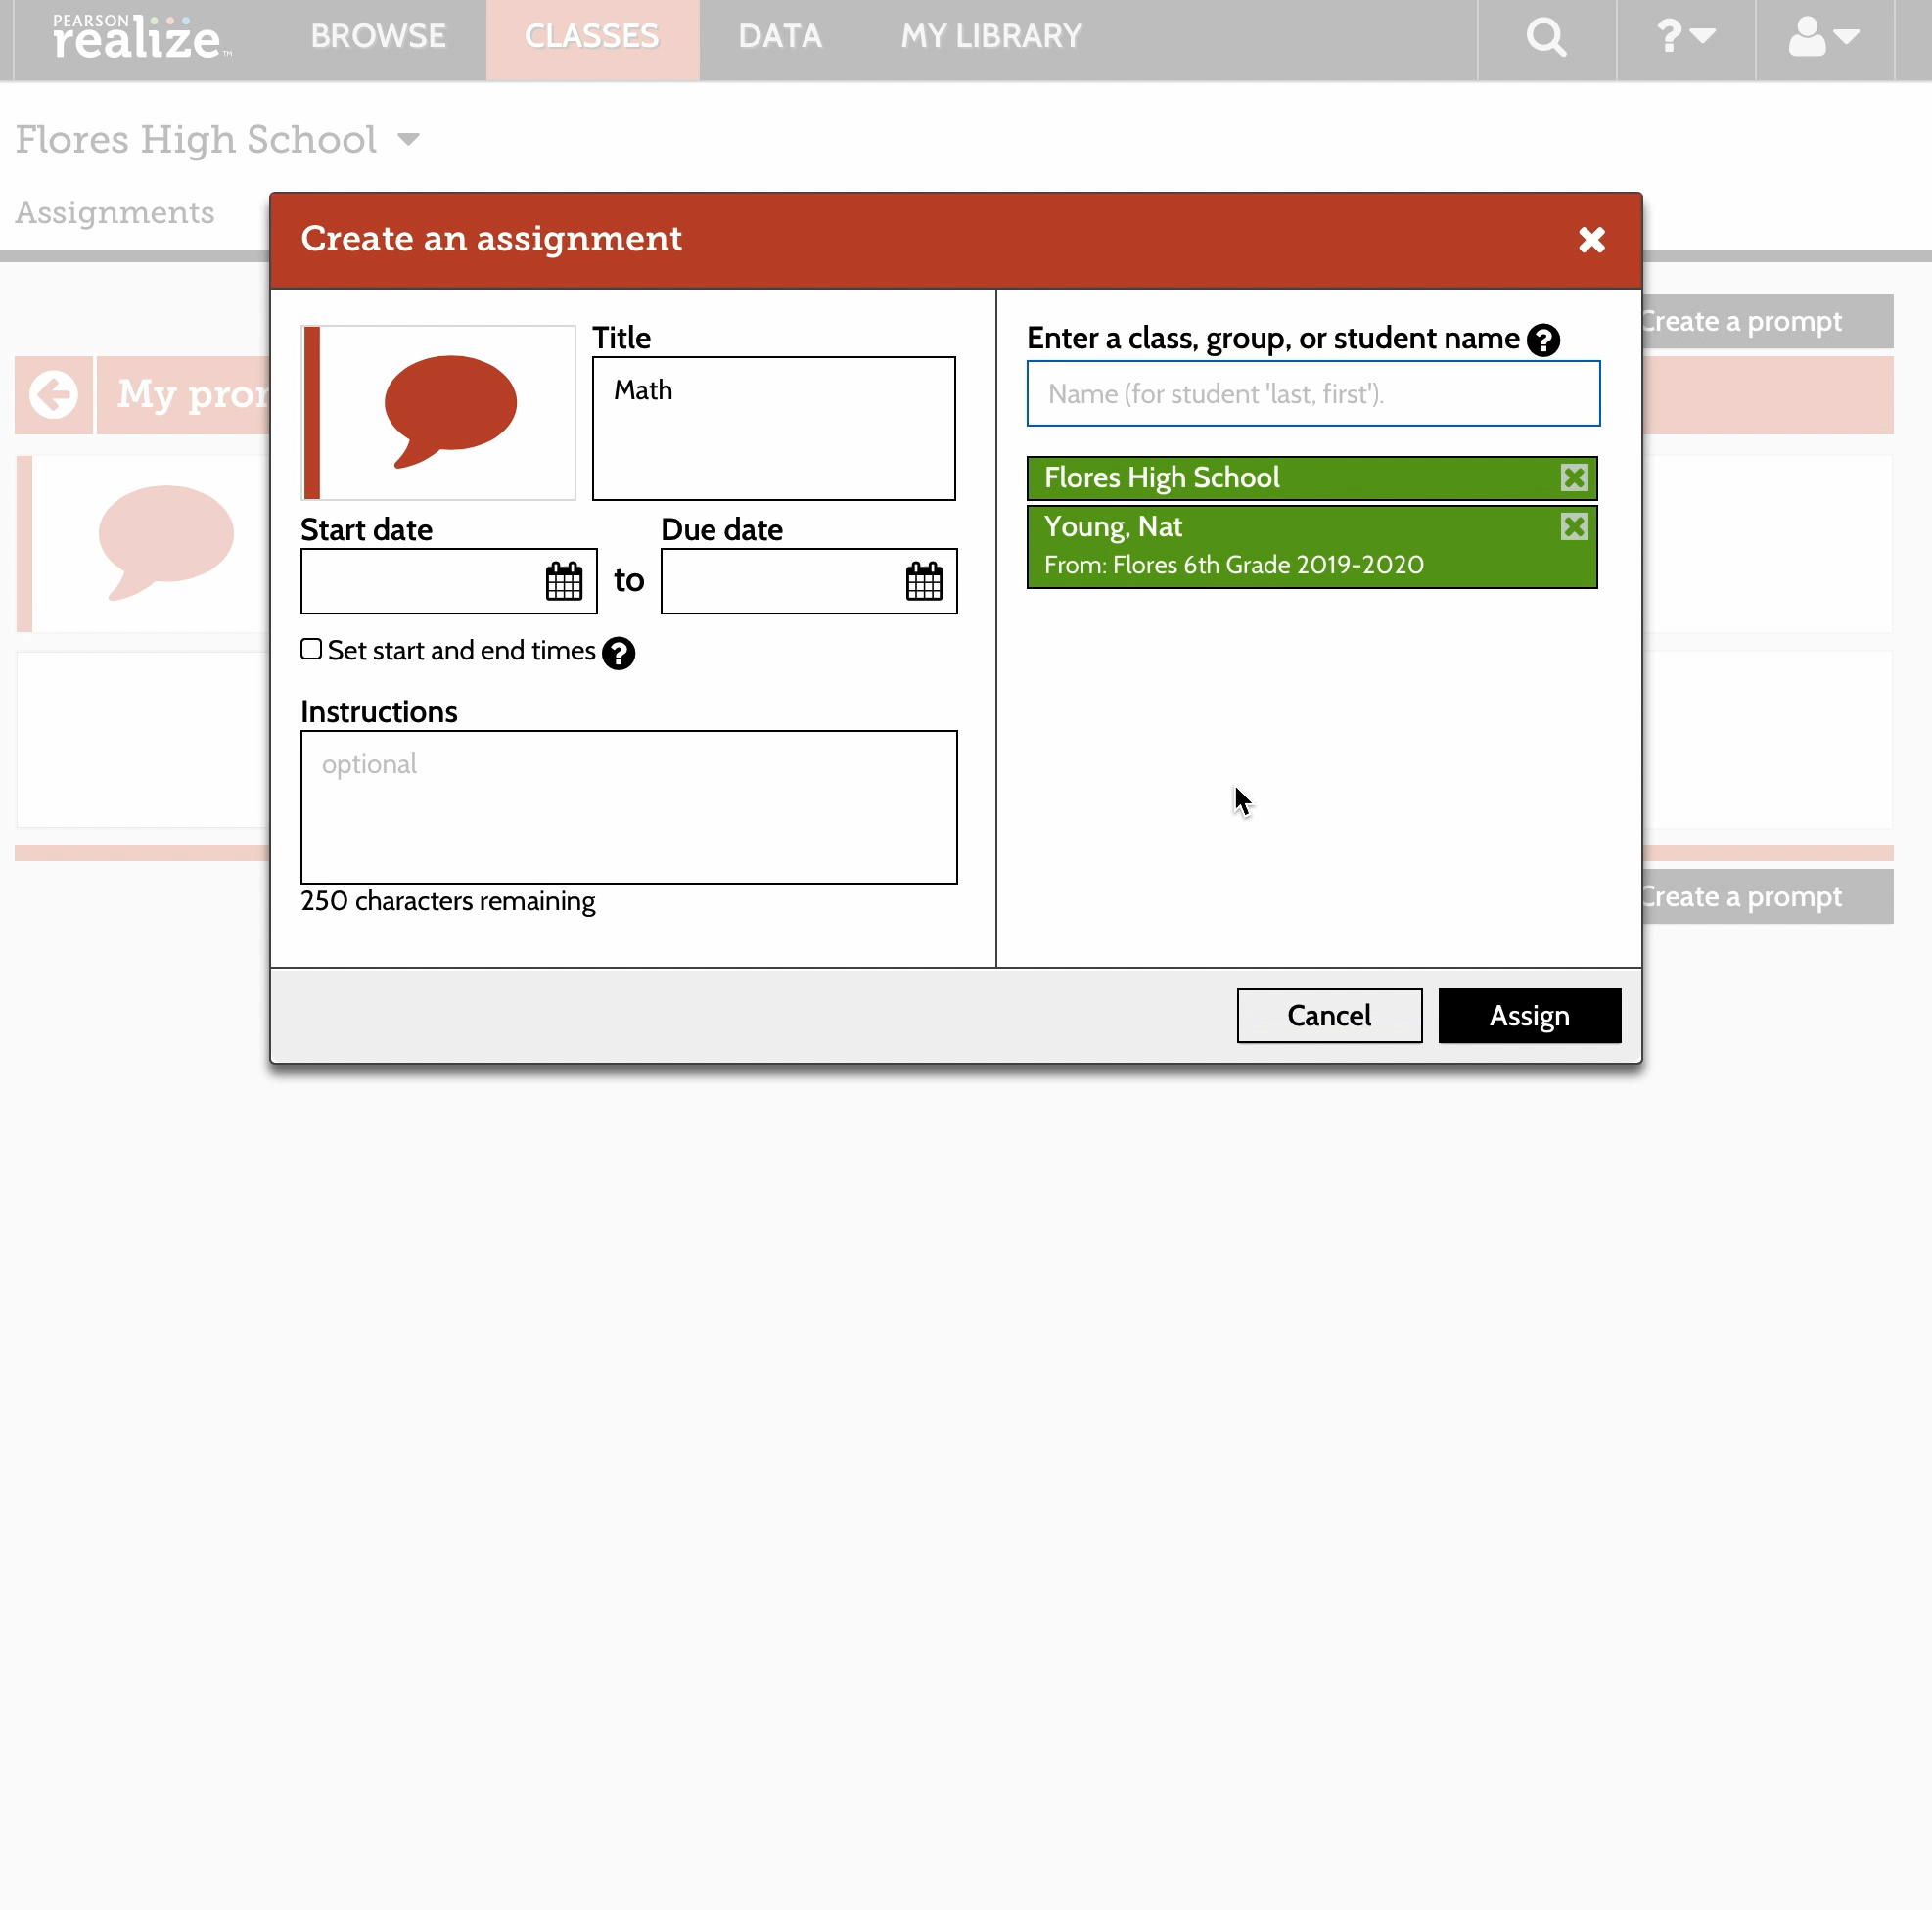 PEARSON
realize™
BROWSE
CLASSES
DATA
MY LIBRARY
?
Flores High School
Assignments
Create an assignment
Create a prompt
My pro
Title
Math
Start date
to
Due date
Set start and end times ?
Instructions
optional
250 characters remaining
Enter a class, group, or student name ?
Name (for student 'last, first').
Flores High School
Young, Nat
From: Flores 6th Grade 2019-2020
Create a prompt
Cancel
Assign